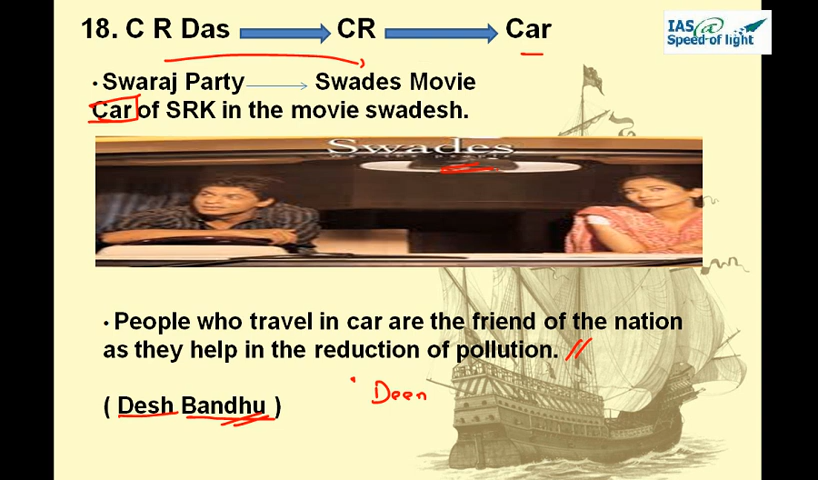 18. C R Das CR Car
IAS@
Speed of light
• Swaraj Party Swades Movie
Car of SRK in the movie swadesh.
Swades
• People who travel in car are the friend of the nation
as they help in the reduction of pollution.
Deen
( Desh Bandhu )